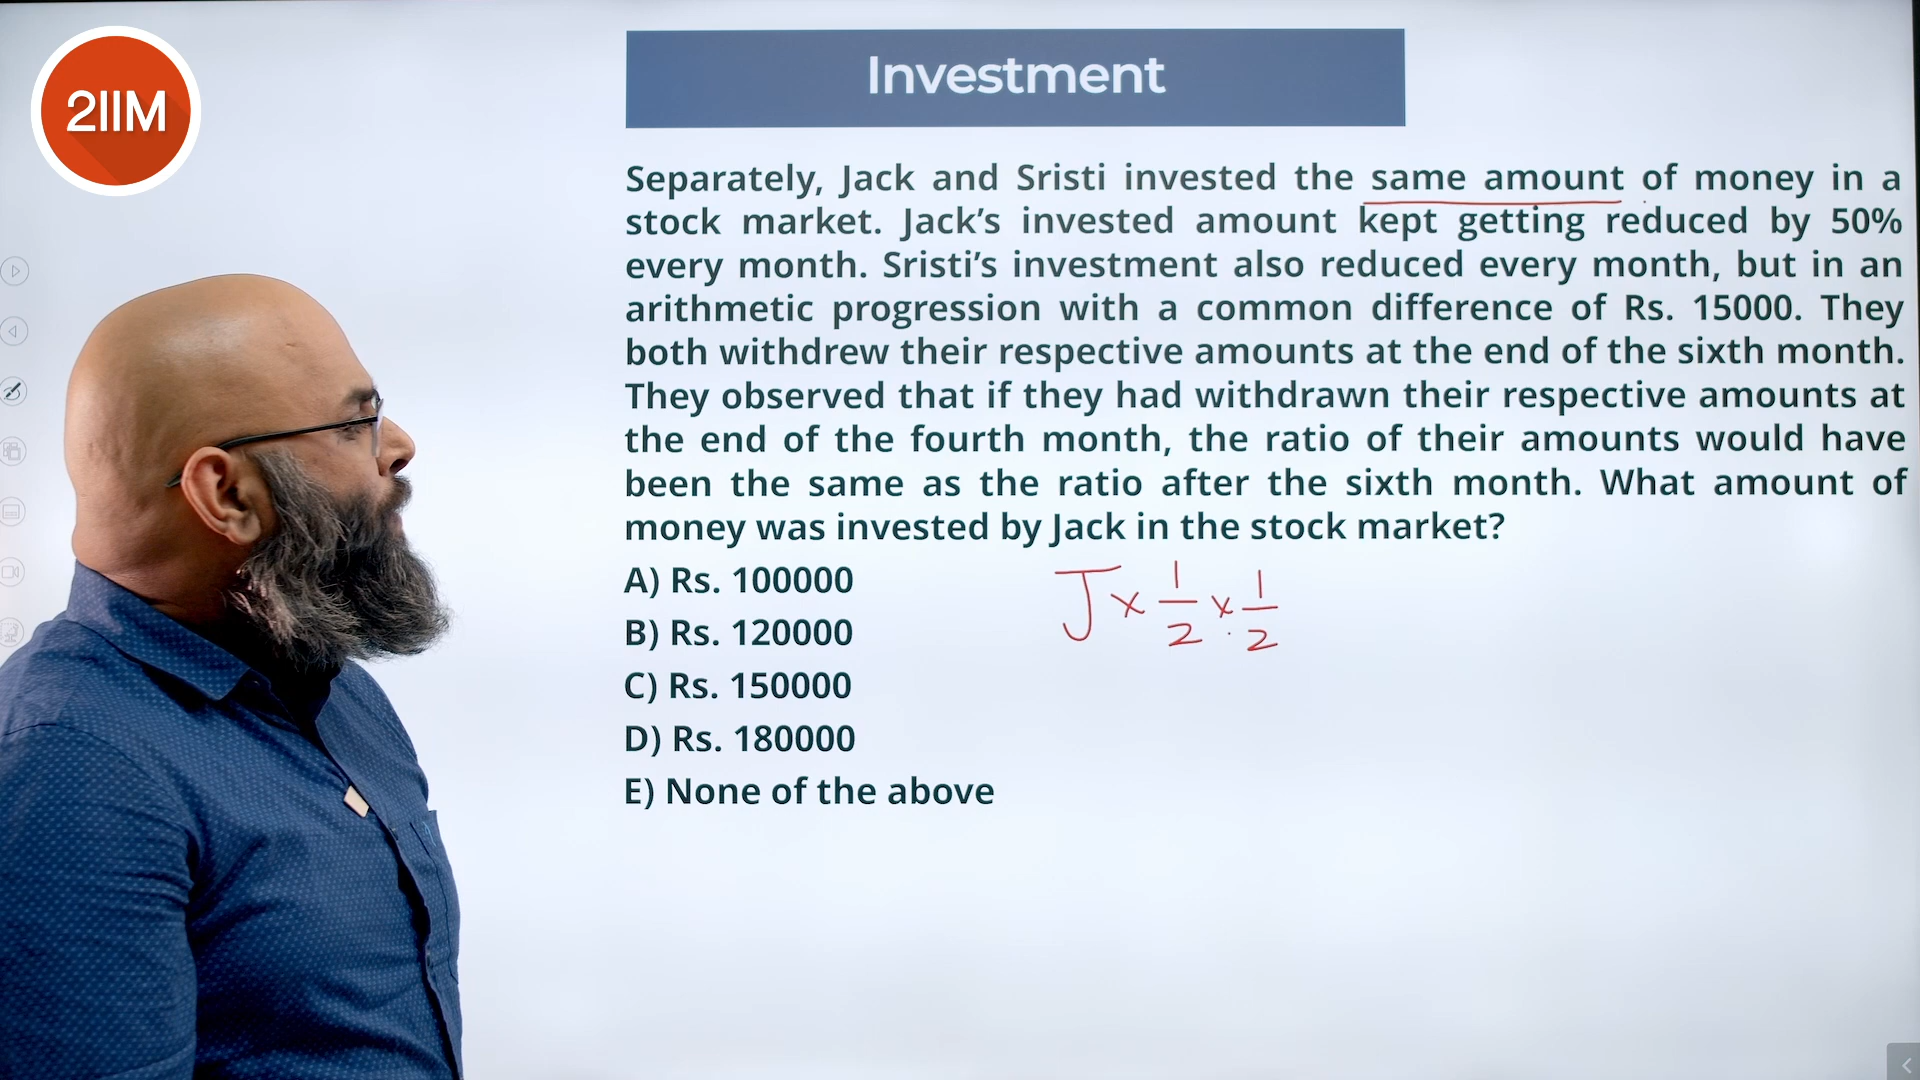 2IIM
Investment
Separately, Jack and Sristi invested the same amount of money in a
stock market. Jack’s invested amount kept getting reduced by 50%
every month. Sristi’s investment also reduced every month, but in an
arithmetic progression with a common difference of Rs. 15000. They
both withdrew their respective amounts at the end of the sixth month.
They observed that if they had withdrawn their respective amounts at
the end of the fourth month, the ratio of their amounts would have
been the same as the ratio after the sixth month. What amount of
money was invested by Jack in the stock market?
A) Rs. 100000
B) Rs. 120000
C) Rs. 150000
D) Rs. 180000
E) None of the above
J × 1/2 × 1/2